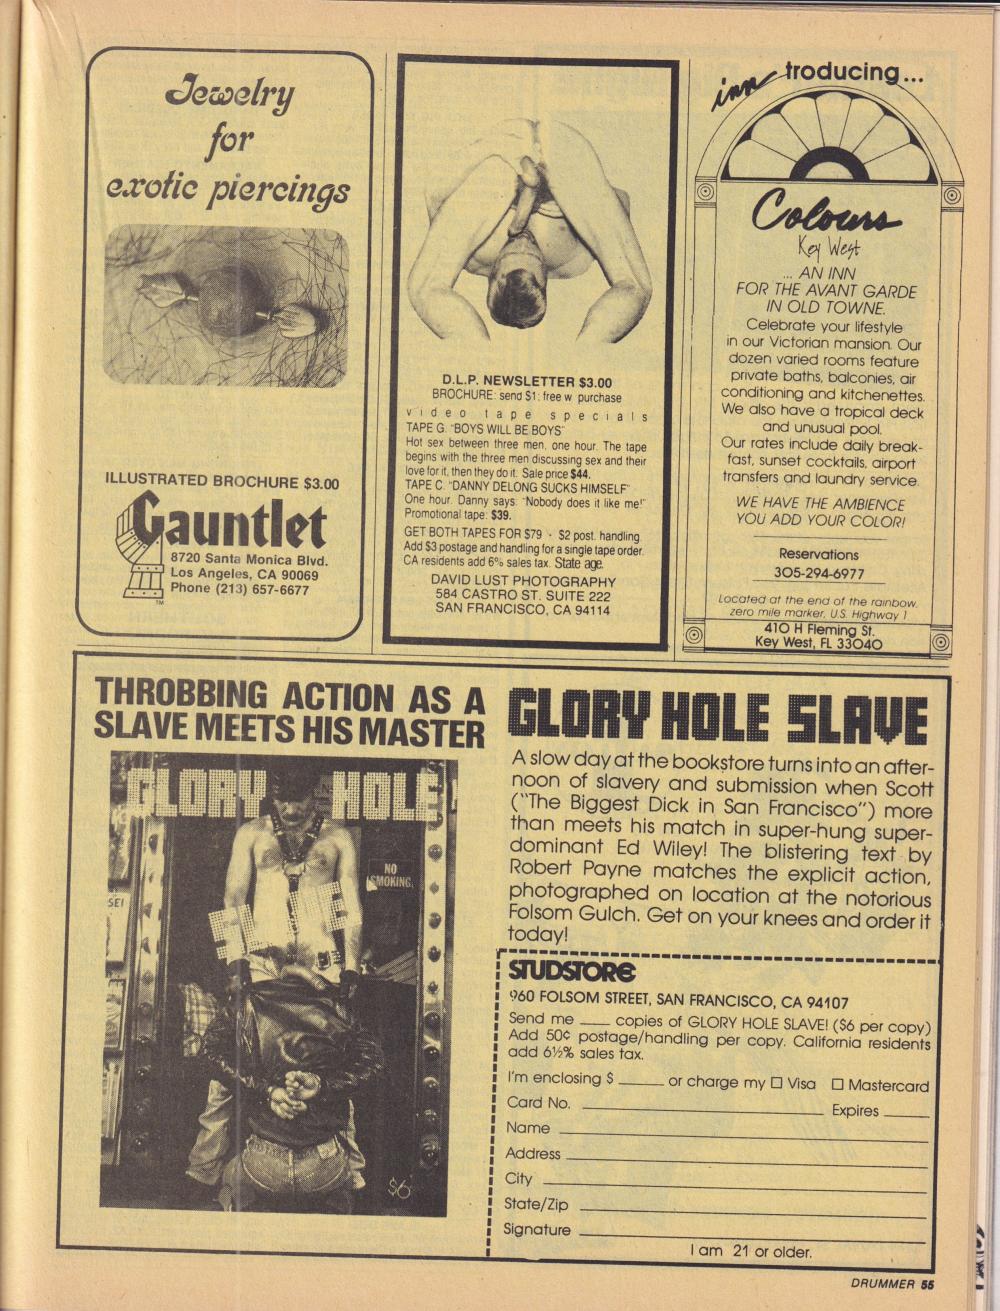 Jewelry
for
exotic piercings
ILLUSTRATED BROCHURE $3.00
Gauntlet
8720 Santa Monica Blvd.
Los Angeles, CA 90069
Phone (213) 657-6677
TM
D.L.P. NEWSLETTER $3.00
BROCHURE: send $1; free w purchase
video tape specials
TAPE G. "BOYS WILL BE BOYS"
Hot sex between three men, one hour. The tape
begins with the three men discussing sex and their
love for it, then they do it. Sale price $44.
TAPE C. "DANNY DELONG SUCKS HIMSELF"
One hour. Danny says: "Nobody does it like me!"
Promotional tape: $39.
GET BOTH TAPES FOR $79 - $2 post. handling.
Add $3 postage and handling for a single tape order.
CA residents add 6% sales tax. State age.
DAVID LUST PHOTOGRAPHY
584 CASTRO ST. SUITE 222
SAN FRANCISCO, CA 94114
inn troducing...
Colours
Key West
... AN INN
FOR THE AVANT GARDE
IN OLD TOWNE.
Celebrate your lifestyle
in our Victorian mansion. Our
dozen varied rooms feature
private baths, balconies, air
conditioning and kitchenettes.
We also have a tropical deck
and unusual pool.
Our rates include daily break-
fast, sunset cocktails, airport
transfers and laundry service.
WE HAVE THE AMBIENCE
YOU ADD YOUR COLOR!
Reservations
305-294-6977
Located at the end of the rainbow,
zero mile marker, U.S. Highway 1
410 H Fleming St.
Key West, FL 33040
THROBBING ACTION AS A
SLAVE MEETS HIS MASTER
GLORY HOLE
NO
SMOKING
$6
GLORY HOLE SLAVE
A slow day at the bookstore turns into an after-
noon of slavery and submission when Scott
("The Biggest Dick in San Francisco") more
than meets his match in super-hung super-
dominant Ed Wiley! The blistering text by
Robert Payne matches the explicit action,
photographed on location at the notorious
Folsom Gulch. Get on your knees and order it
today!
STUDSTORE
960 FOLSOM STREET, SAN FRANCISCO, CA 94107
Send me ____ copies of GLORY HOLE SLAVE! ($6 per copy)
Add 50¢ postage/handling per copy. California residents
add 6½% sales tax.
I'm enclosing $ ______ or charge my ☐ Visa ☐ Mastercard
Card No. ______ Expires ______
Name ______
Address ______
City ______
State/Zip ______
Signature ______
I am 21 or older.
DRUMMER 55